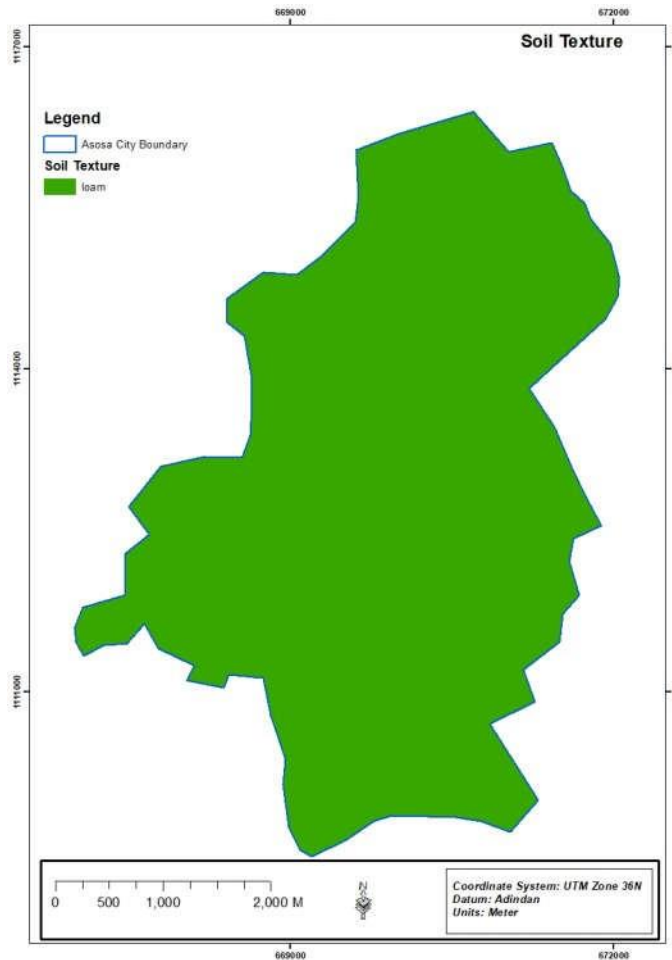 669000 672000
1117000
Soil Texture
Legend
Asosa City Boundary
Soil Texture
loam
1114000
1111000
0 500 1,000 2,000 M
N
Coordinate System: UTM Zone 36N
Datum: Adindan
Units: Meter
669000 672000